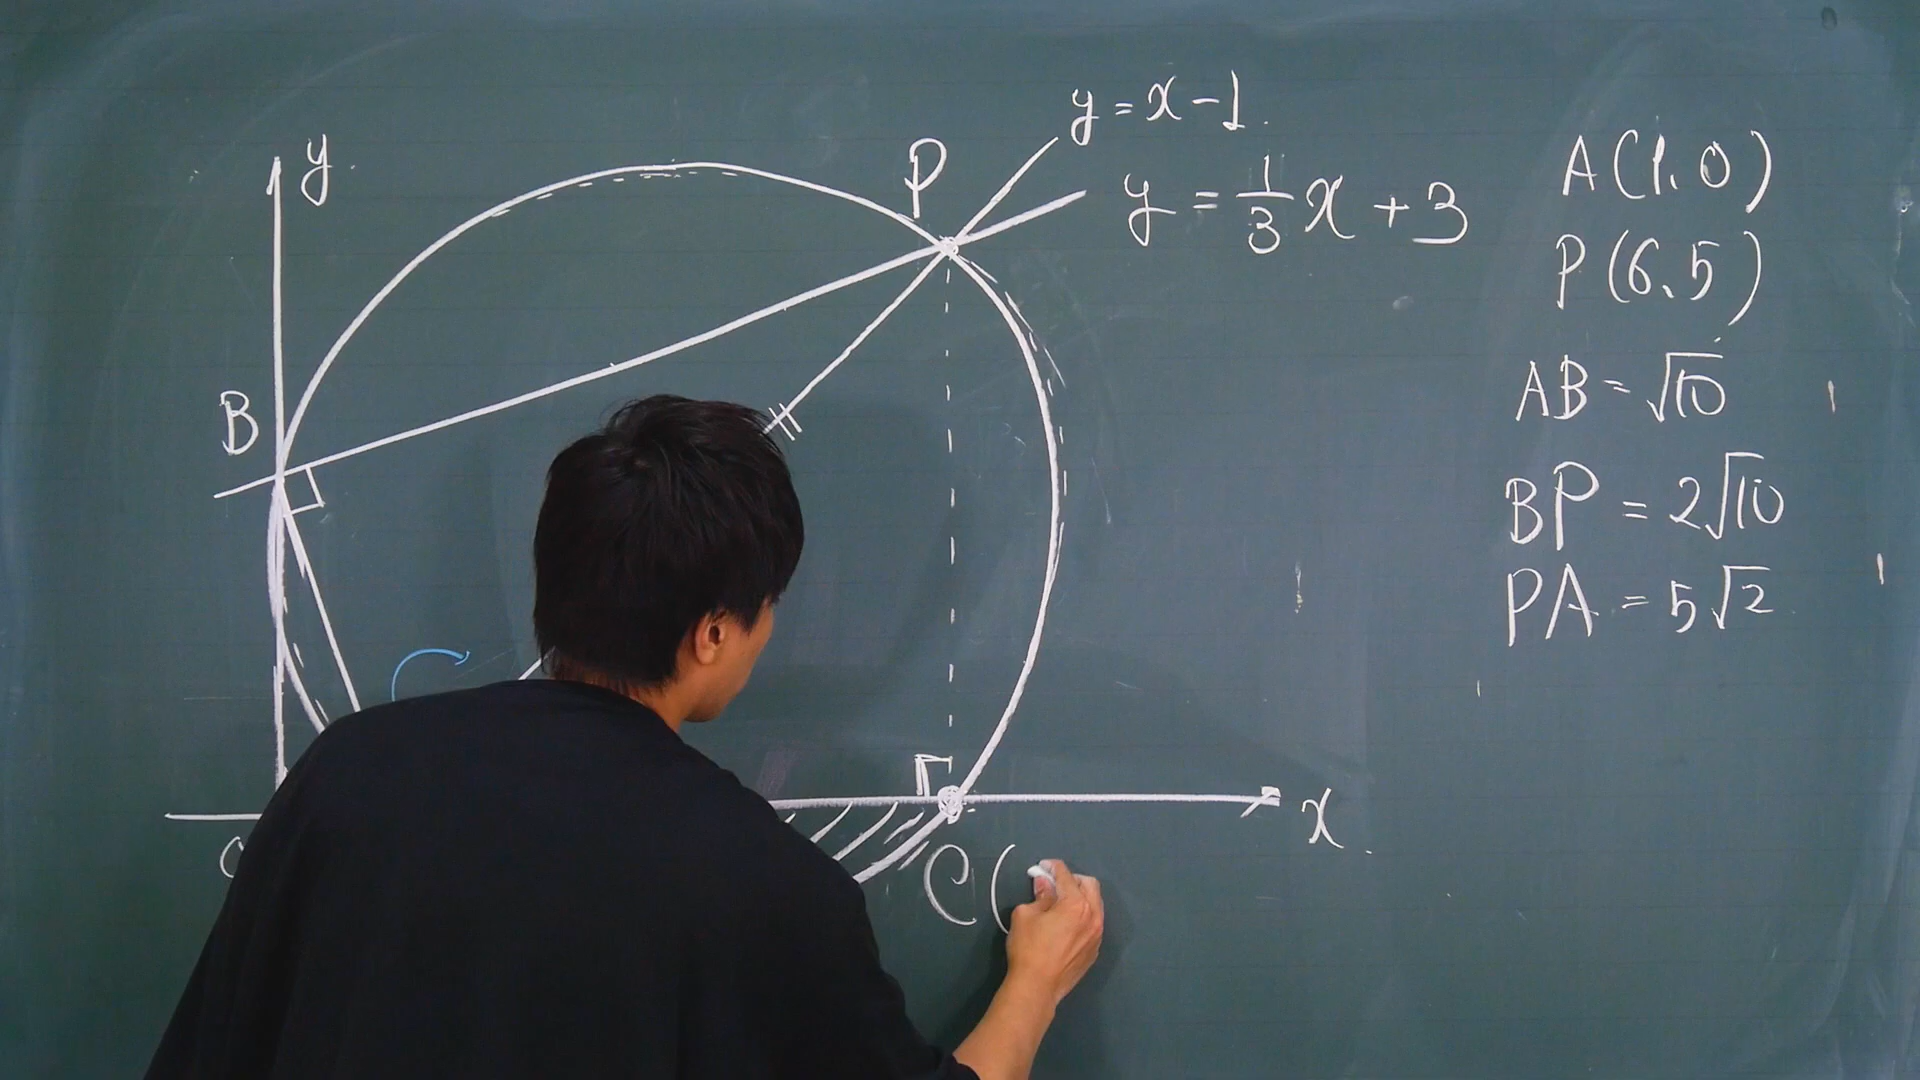 y
P
y = x - 1
y = 1/3 x + 3
B
x
C (
A (1, 0)
P (6, 5)
AB = √10
BP = 2√10
PA = 5√2